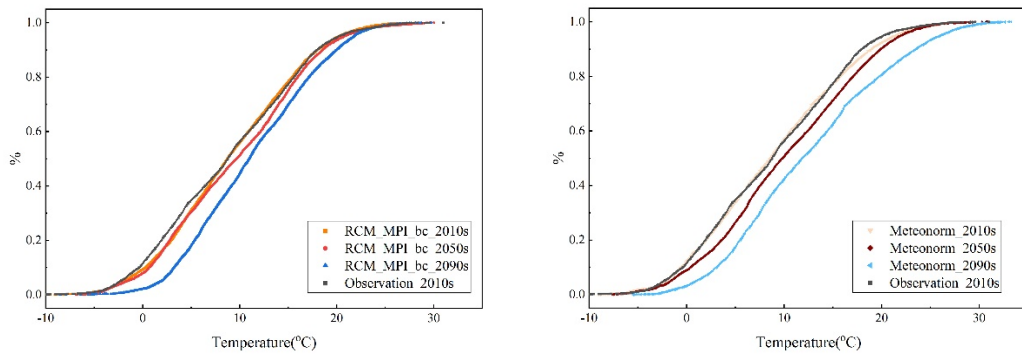 1.0
0.8
0.6
0.4
0.2
0.0
%
-10 0 10 20 30
Temperature(°C)
RCM_MPI_bc_2010s
RCM_MPI_bc_2050s
RCM_MPI_bc_2090s
Observation_2010s
1.0
0.8
0.6
0.4
0.2
0.0
%
-10 0 10 20 30
Temperature(°C)
Meteonorm_2010s
Meteonorm_2050s
Meteonorm_2090s
Observation_2010s